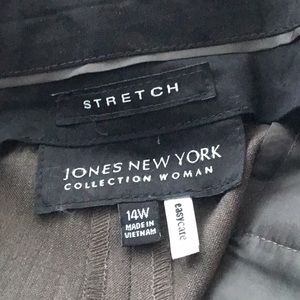 STRETCH
JONES NEW YORK
COLLECTION WOMAN
14W
MADE IN
VIETNAM
easycare